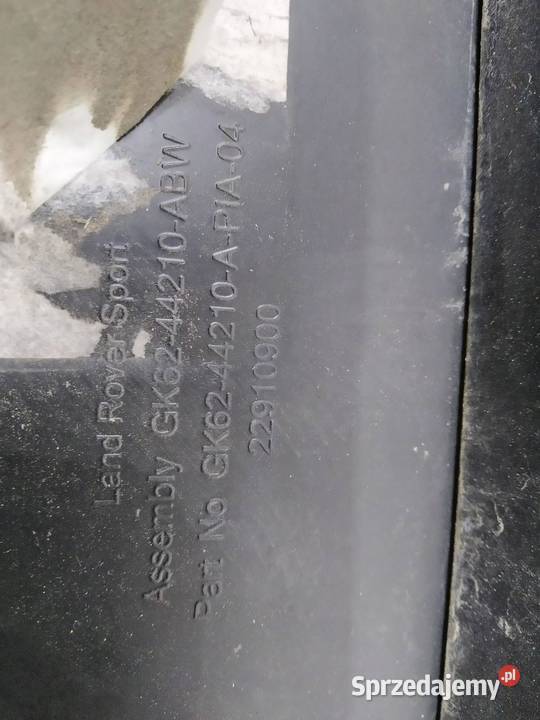 Land Rover Sport
Assembly GK62-44210-ABW
Part No GK62-44210-A-PIA-04
22910900
Sprzedajemy.pl